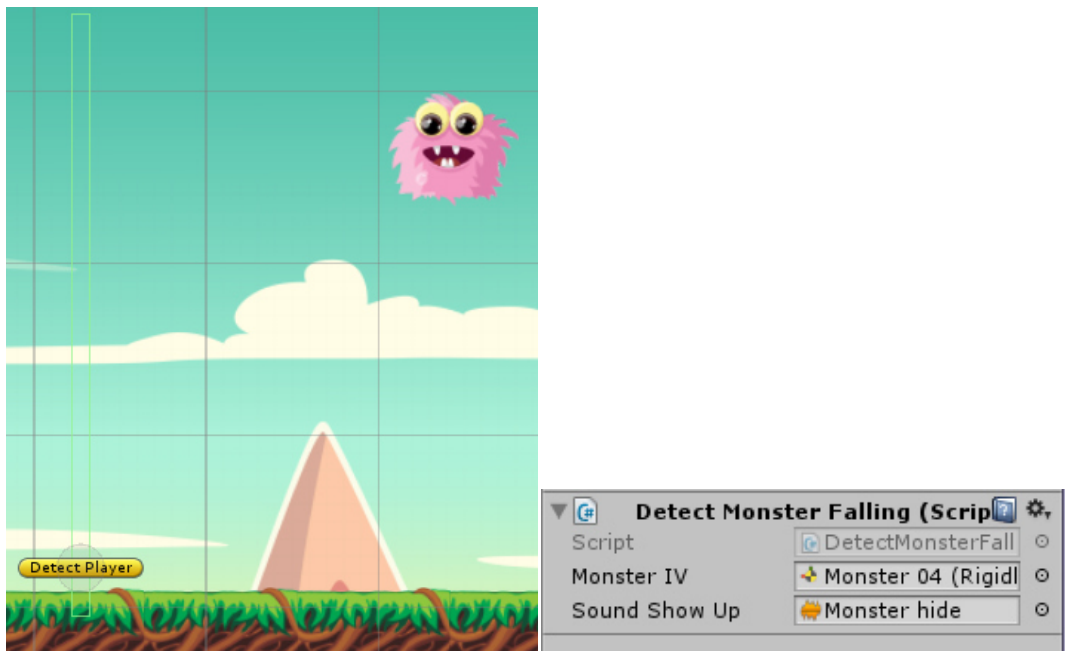 Detect Player
Detect Monster Falling (Scrip
Script
DetectMonsterFall
Monster IV
Monster 04 (Rigidl
Sound Show Up
Monster hide